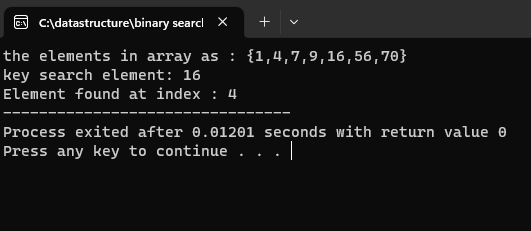 C:\datastructure\binary searcl
the elements in array as : {1,4,7,9,16,56,70}
key search element: 16
Element found at index : 4
--------------------------------
Process exited after 0.01201 seconds with return value 0
Press any key to continue . . .